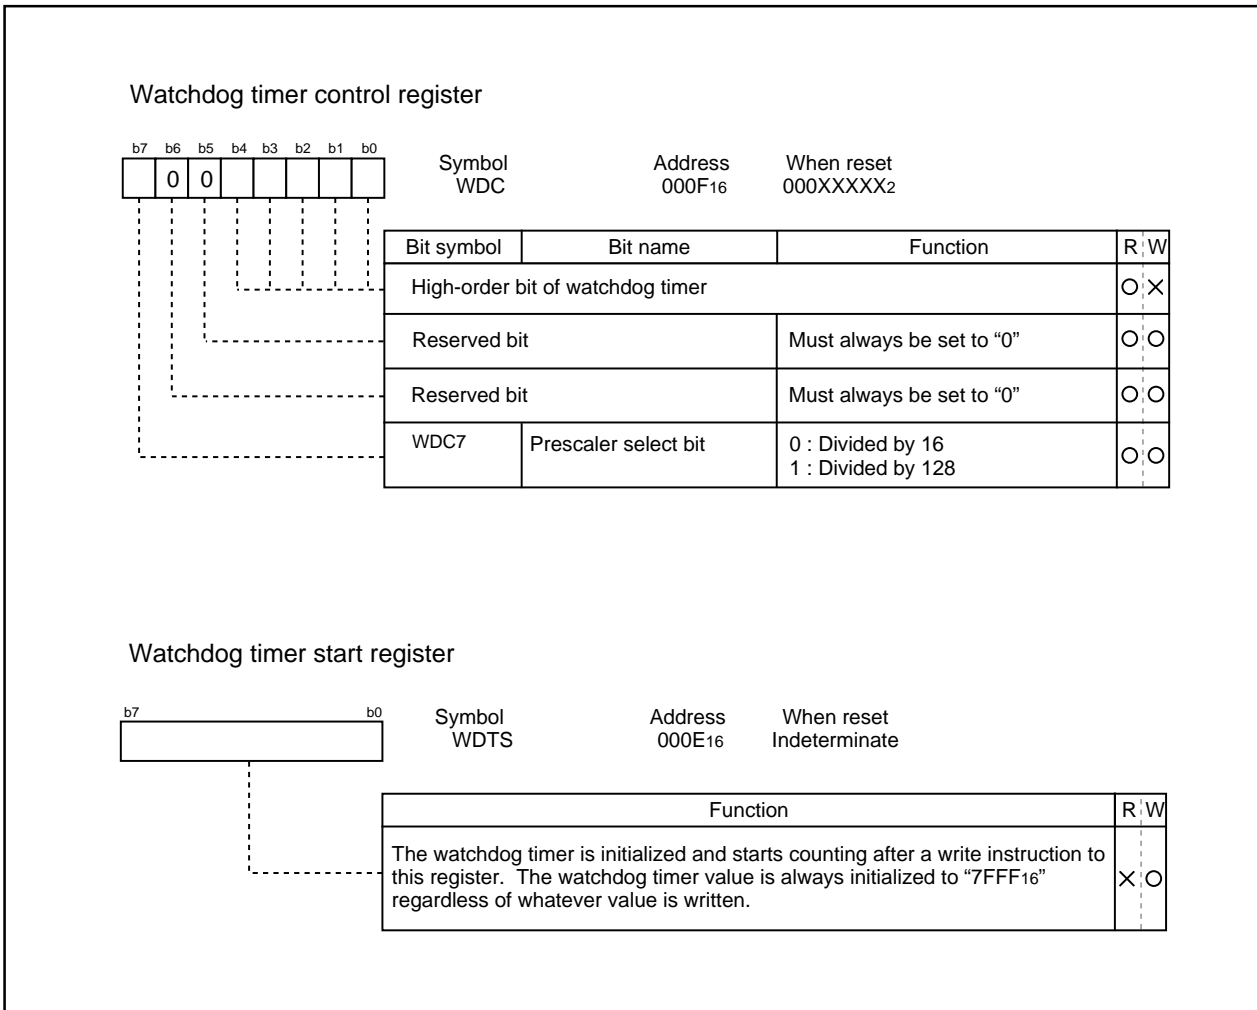 Watchdog timer control register
b7 b6 b5 b4 b3 b2 b1 b0
0 0
Symbol Address When reset
WDC 000F16 000XXXXX2
Bit symbol Bit name Function R W
High-order bit of watchdog timer
Reserved bit Must always be set to “0”
Reserved bit Must always be set to “0”
WDC7 Prescaler select bit 0 : Divided by 16
1 : Divided by 128
Watchdog timer start register
b7 b0
Symbol Address When reset
WDTS 000E16 Indeterminate
Function R W
The watchdog timer is initialized and starts counting after a write instruction to
this register. The watchdog timer value is always initialized to “7FFF16”
regardless of whatever value is written.